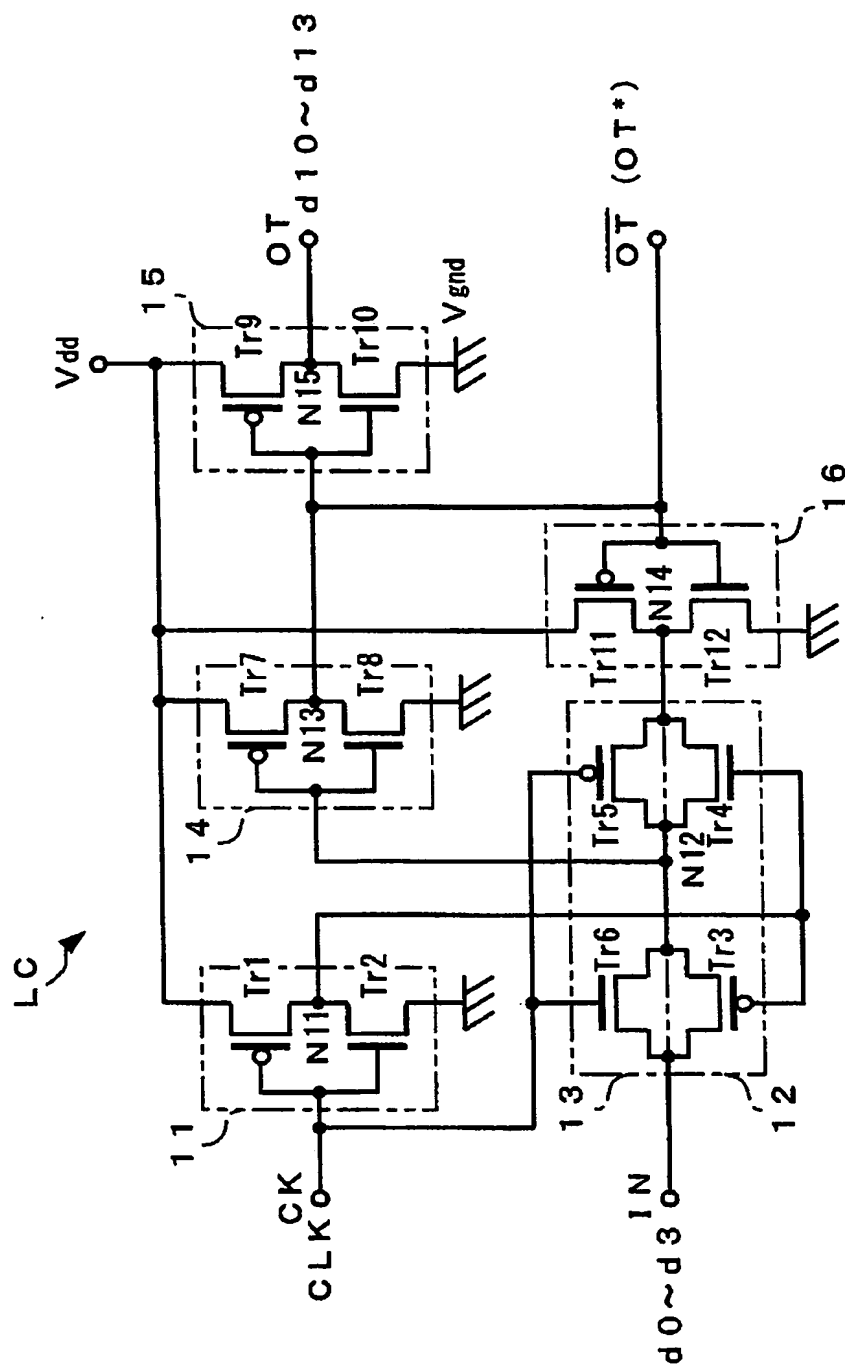 LC
Vdd
15
Tr9
N15
Tr10
OT
d10~d13
Vgnd
Tr7
N13
Tr8
14
Tr1
N11
Tr2
11
CK
CLK
16
Tr11
N14
Tr12
OT (OT*)
Tr5
Tr4
N12
Tr6
Tr3
13
12
IN
d0~d3